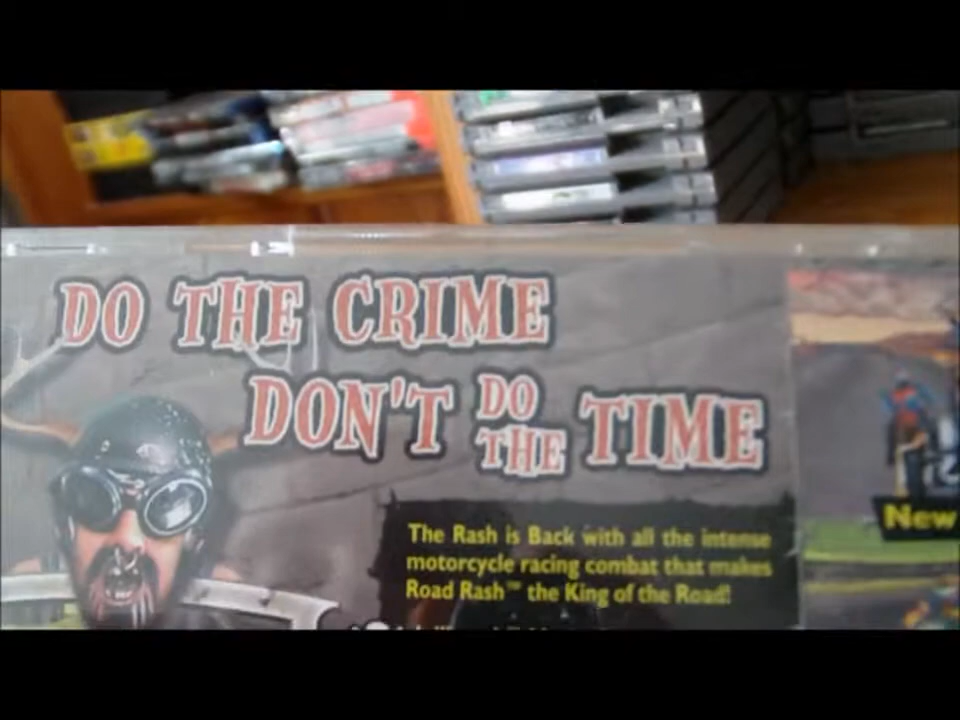 DO THE CRIME
DON'T DO THE TIME
The Rash is Back with all the intense
motorcycle racing combat that makes
Road Rash™ the King of the Road!
New